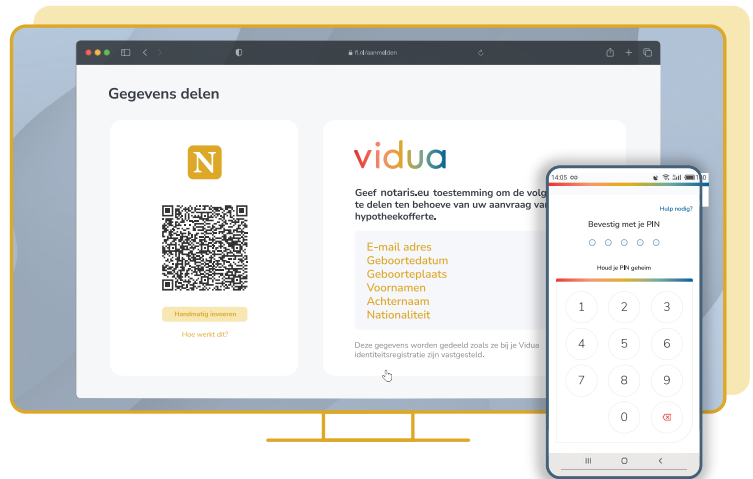 Gegevens delen
N
Handmatig invoeren
Hoe werkt dit?
vidua
Geef notaris.eu toestemming om de volg
te delen ten behoeve van uw aanvraag va
hypotheekofferte.
E-mail adres
Geboortedatum
Geboorteplaats
Voornamen
Achternaam
Nationaliteit
Deze gegevens worden gedeeld zoals ze bij je Vidua
identiteitsregistratie zijn vastgesteld.
14:05
Hulp nodig?
Bevestig met je PIN
Houd je PIN geheim
1 2 3
4 5 6
7 8 9
0